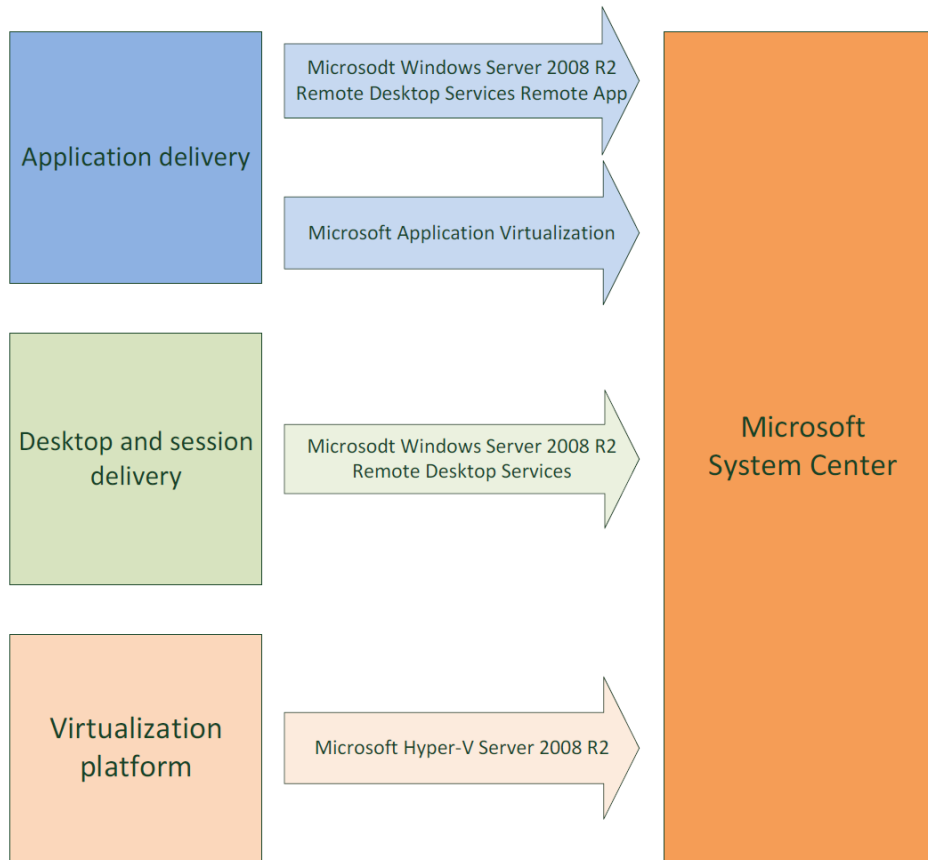 Application delivery
Microsodt Windows Server 2008 R2
Remote Desktop Services Remote App
Microsoft Application Virtualization
Desktop and session
delivery
Microsodt Windows Server 2008 R2
Remote Desktop Services
Microsoft
System Center
Virtualization
platform
Microsoft Hyper-V Server 2008 R2